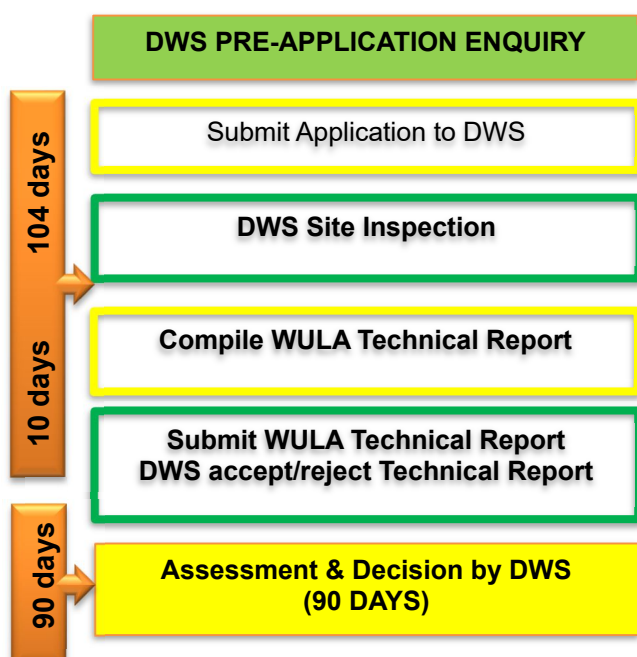 DWS PRE-APPLICATION ENQUIRY
104 days
Submit Application to DWS
DWS Site Inspection
10 days
Compile WULA Technical Report
Submit WULA Technical Report
DWS accept/reject Technical Report
90 days
Assessment & Decision by DWS
(90 DAYS)